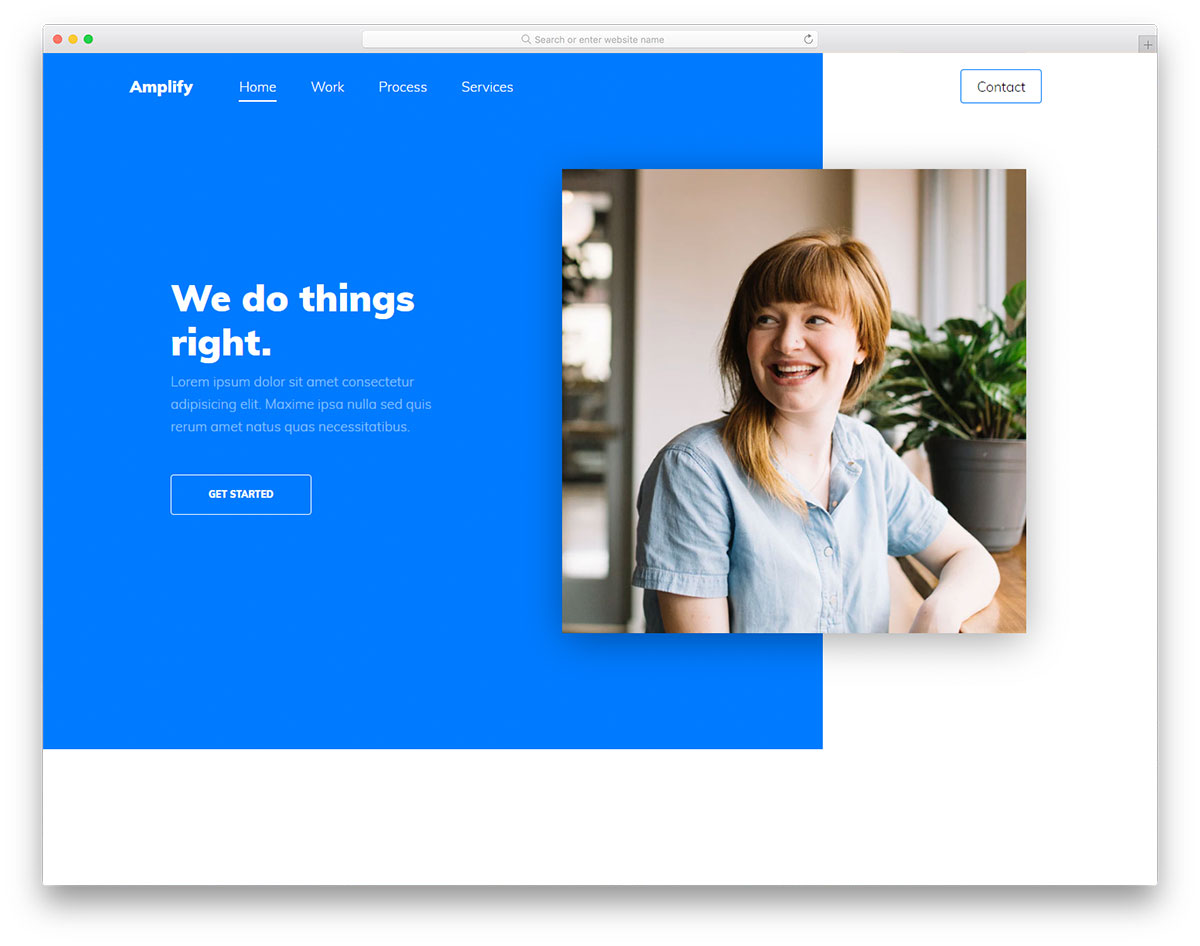 Search or enter website name
Amplify Home Work Process Services Contact
We do things
right.
Lorem ipsum dolor sit amet consectetur
adipisicing elit. Maxime ipsa nulla sed quis
rerum amet natus quas necessitatibus.
GET STARTED